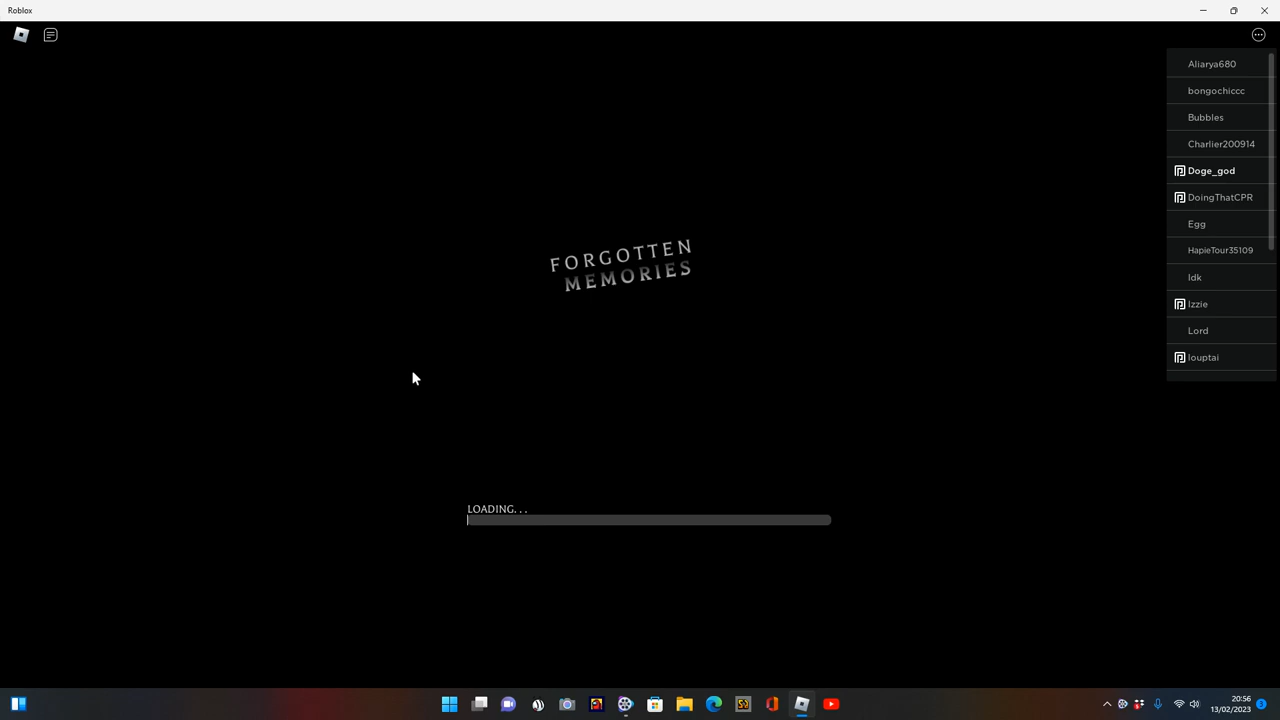 Roblox
Aliarya680
bongochiccc
Bubbles
Charlier200914
Doge_god
DoingThatCPR
Egg
HapieTour35109
Idk
Izzie
Lord
louptai
FORGOTTEN
MEMORIES
LOADING. . .
20:56
13/02/2023
3